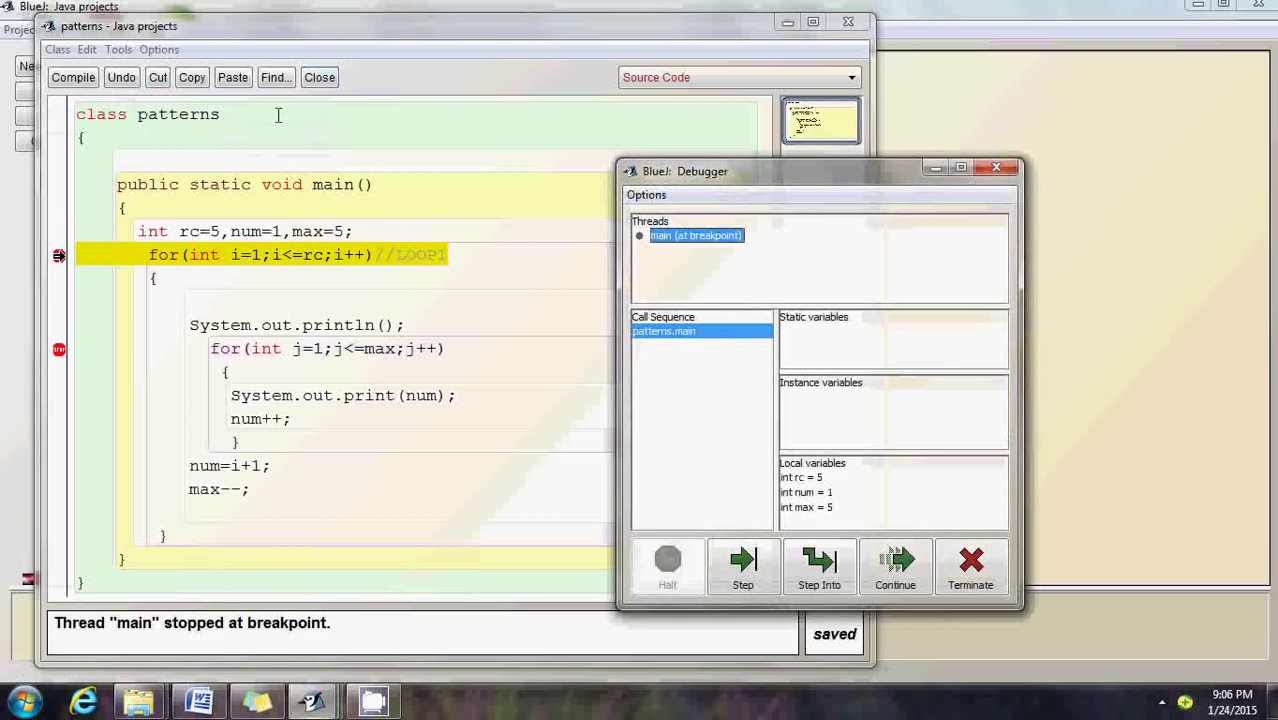 BlueJ: Java projects
patterns - Java projects
Class Edit Tools Options
Compile Undo Cut Copy Paste Find... Close Source Code
class patterns
{
public static void main()
{
int rc=5,num=1,max=5;
for(int i=1;i<=rc;i++)//LOOP1
{
System.out.println();
for(int j=1;j<=max;j++)
{
System.out.print(num);
num++;
}
num=i+1;
max--;
}
}
}
Thread "main" stopped at breakpoint.
saved
BlueJ: Debugger
Options
Threads
main (at breakpoint)
Call Sequence
patterns.main
Static variables
Instance variables
Local variables
int rc = 5
int num = 1
int max = 5
Halt Step Step Into Continue Terminate
9:06 PM
1/24/2015